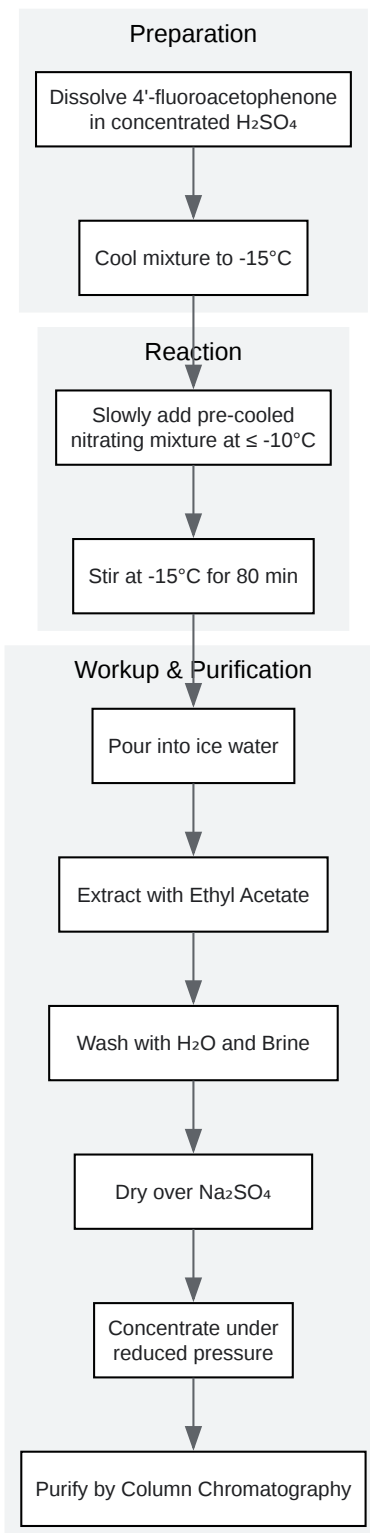 Preparation
Dissolve 4'-fluoroacetophenone
in concentrated H₂SO₄
Cool mixture to -15°C
Reaction
Slowly add pre-cooled
nitrating mixture at ≤ -10°C
Stir at -15°C for 80 min
Workup & Purification
Pour into ice water
Extract with Ethyl Acetate
Wash with H₂O and Brine
Dry over Na₂SO₄
Concentrate under
reduced pressure
Purify by Column Chromatography